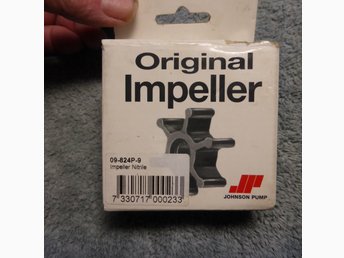 Original
Impeller
09-824P-9
Impeller Nitrile
7 330717 000233
JOHNSON PUMP